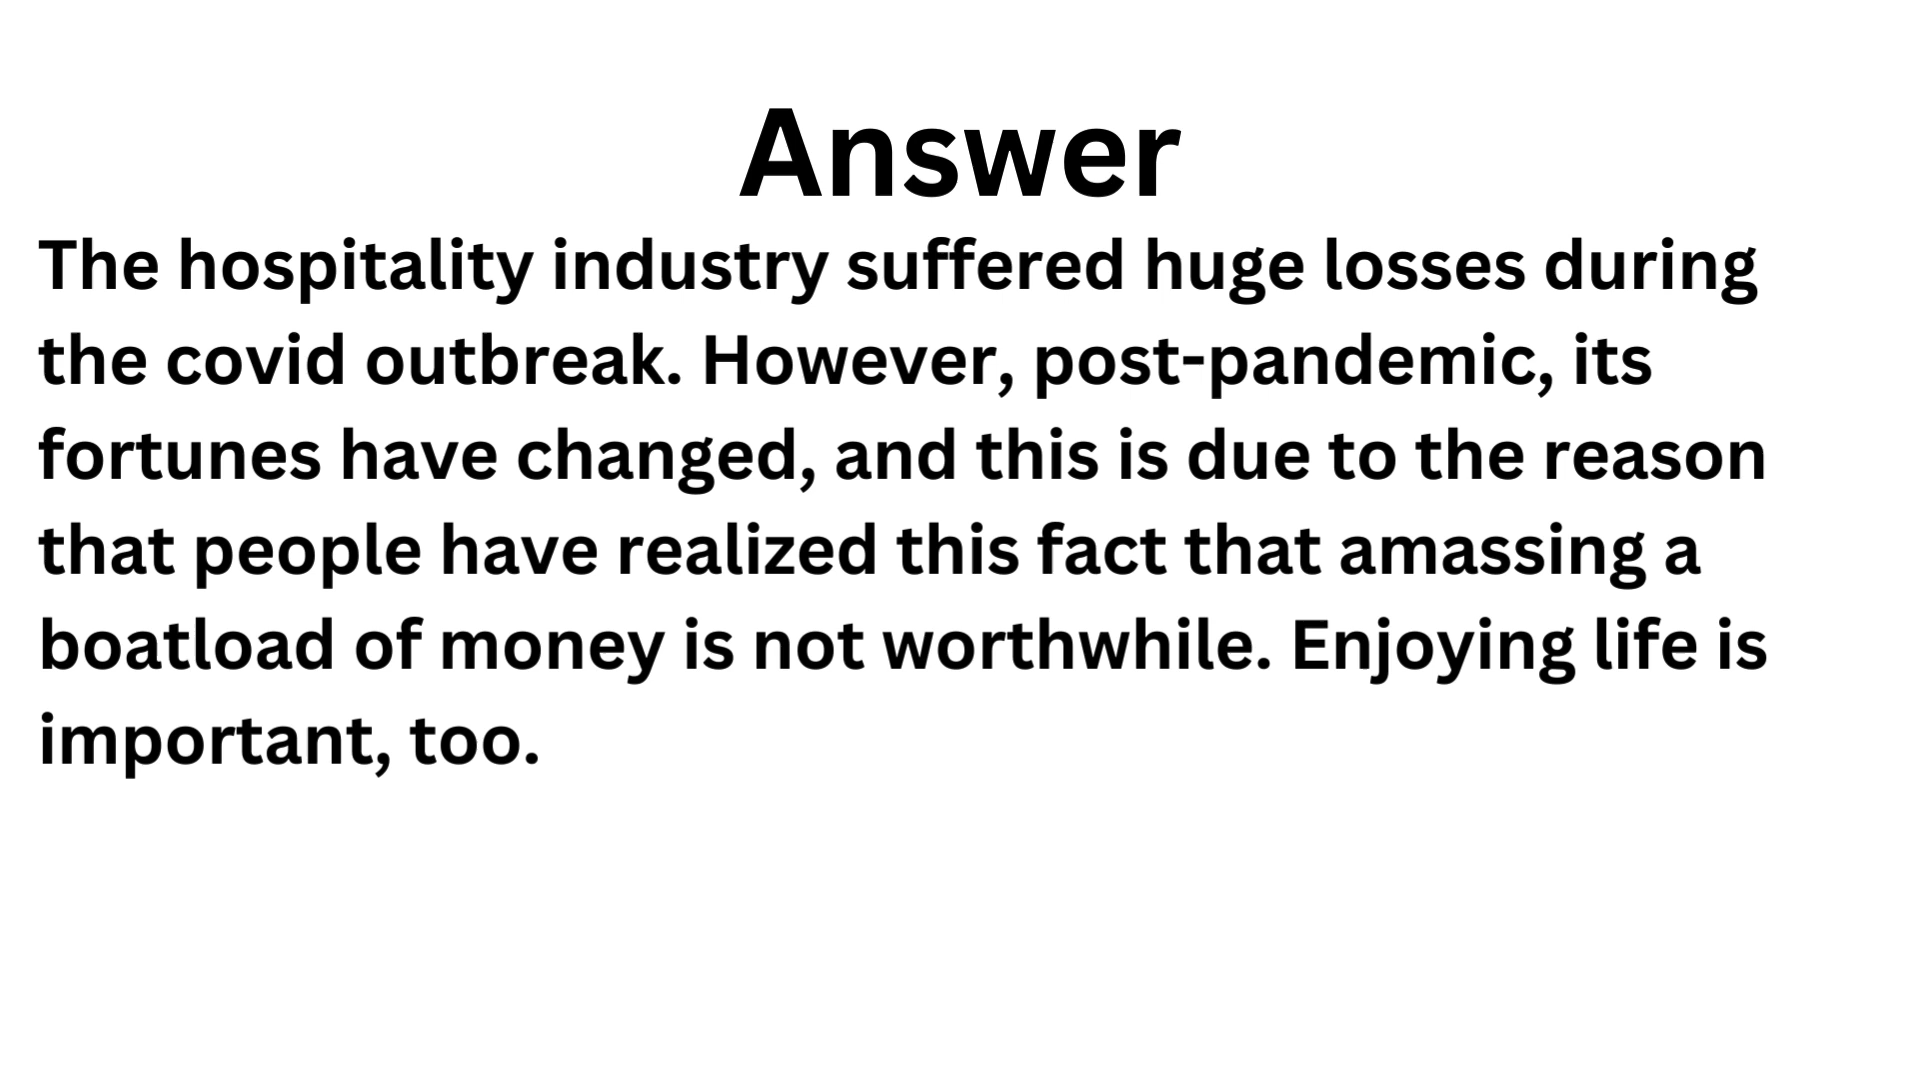 Answer
The hospitality industry suffered huge losses during
the covid outbreak. However, post-pandemic, its
fortunes have changed, and this is due to the reason
that people have realized this fact that amassing a
boatload of money is not worthwhile. Enjoying life is
important, too.